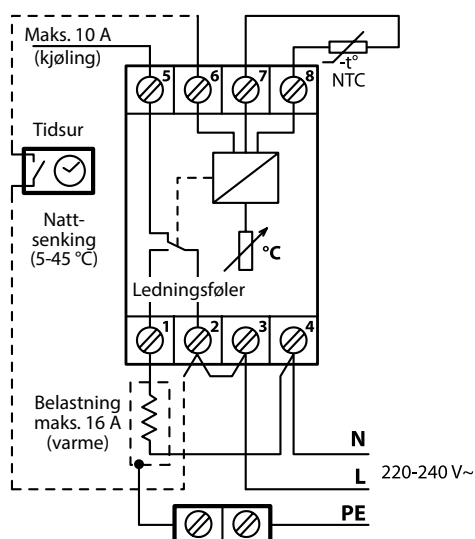 Maks. 10 A
(kjøling)
5 6 7 8
-t°
NTC
Tidsur
Natt-
senking
(5-45 °C)
°C
Ledningsføler
1 2 3 4
Belastning
maks. 16 A
(varme)
N
L 220-240 V~
PE